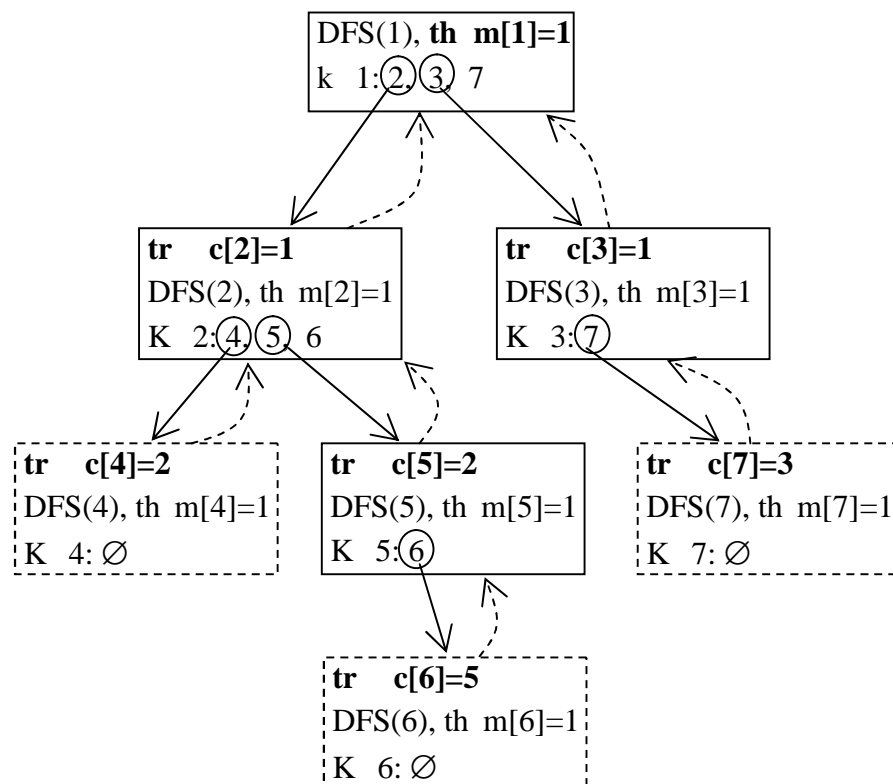 DFS(1), th m[1]=1
k 1: 2, 3, 7
tr c[2]=1
DFS(2), th m[2]=1
K 2: 4, 5, 6
tr c[3]=1
DFS(3), th m[3]=1
K 3: 7
tr c[4]=2
DFS(4), th m[4]=1
K 4: ∅
tr c[5]=2
DFS(5), th m[5]=1
K 5: 6
tr c[7]=3
DFS(7), th m[7]=1
K 7: ∅
tr c[6]=5
DFS(6), th m[6]=1
K 6: ∅